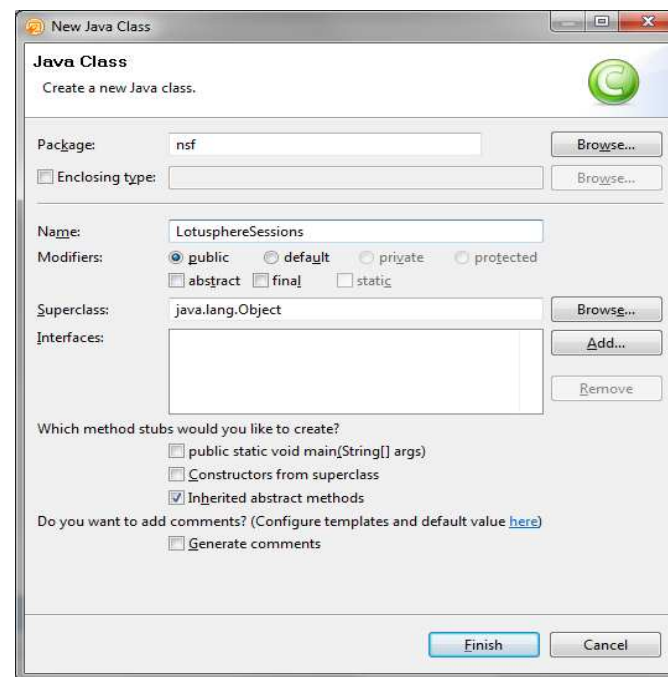 New Java Class
Java Class
Create a new Java class.
Package: nsf Browse...
Enclosing type: Browse...
Name: LotusphereSessions
Modifiers: public default private protected
abstract final static
Superclass: java.lang.Object Browse...
Interfaces: Add...
Remove
Which method stubs would you like to create?
public static void main(String[] args)
Constructors from superclass
Inherited abstract methods
Do you want to add comments? (Configure templates and default value here)
Generate comments
Finish Cancel